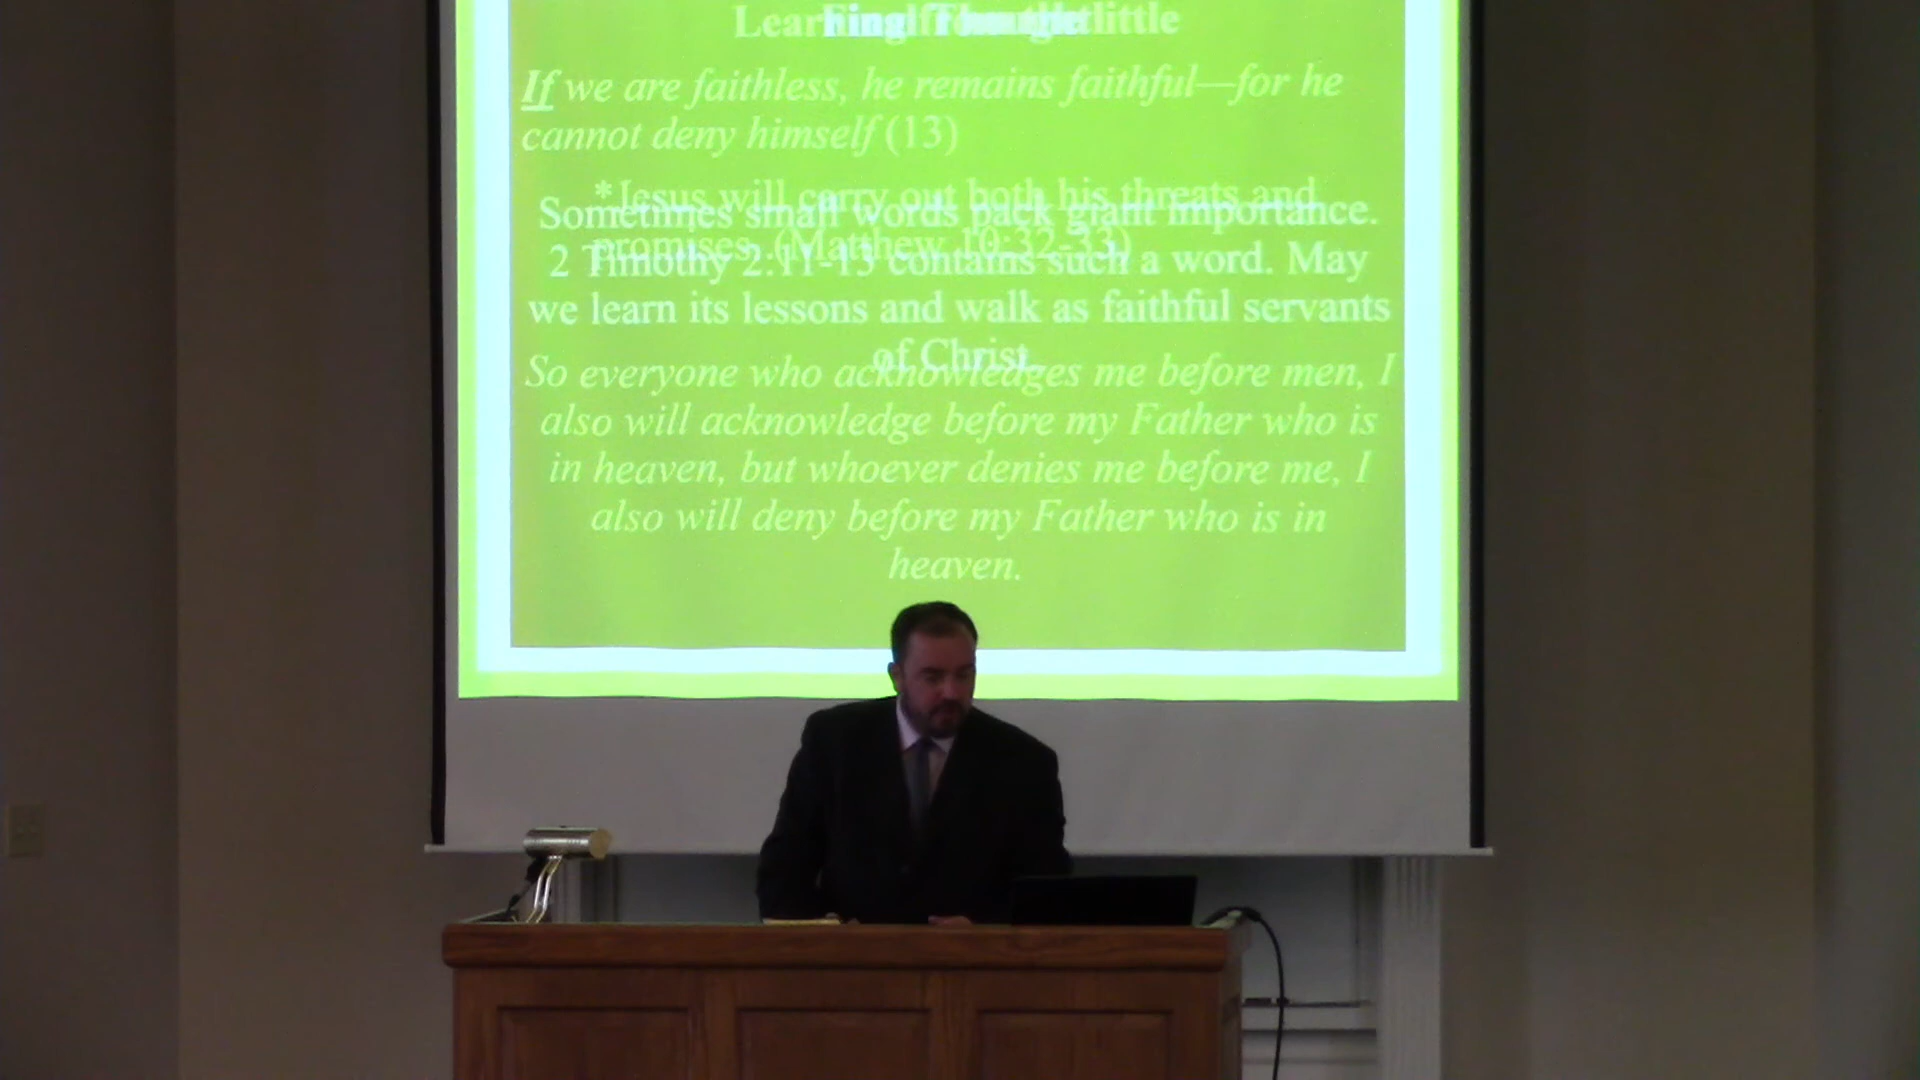 Learning little
If we are faithless, he remains faithful—for he
cannot deny himself (13)
*Jesus will carry out both his threats and
promises. (Matthew 10:32-33)
Sometimes small words pack giant importance.
2 Timothy 2:11-13 contains such a word. May
we learn its lessons and walk as faithful servants
of Christ.
So everyone who acknowledges me before men, I
also will acknowledge before my Father who is
in heaven, but whoever denies me before me, I
also will deny before my Father who is in
heaven.